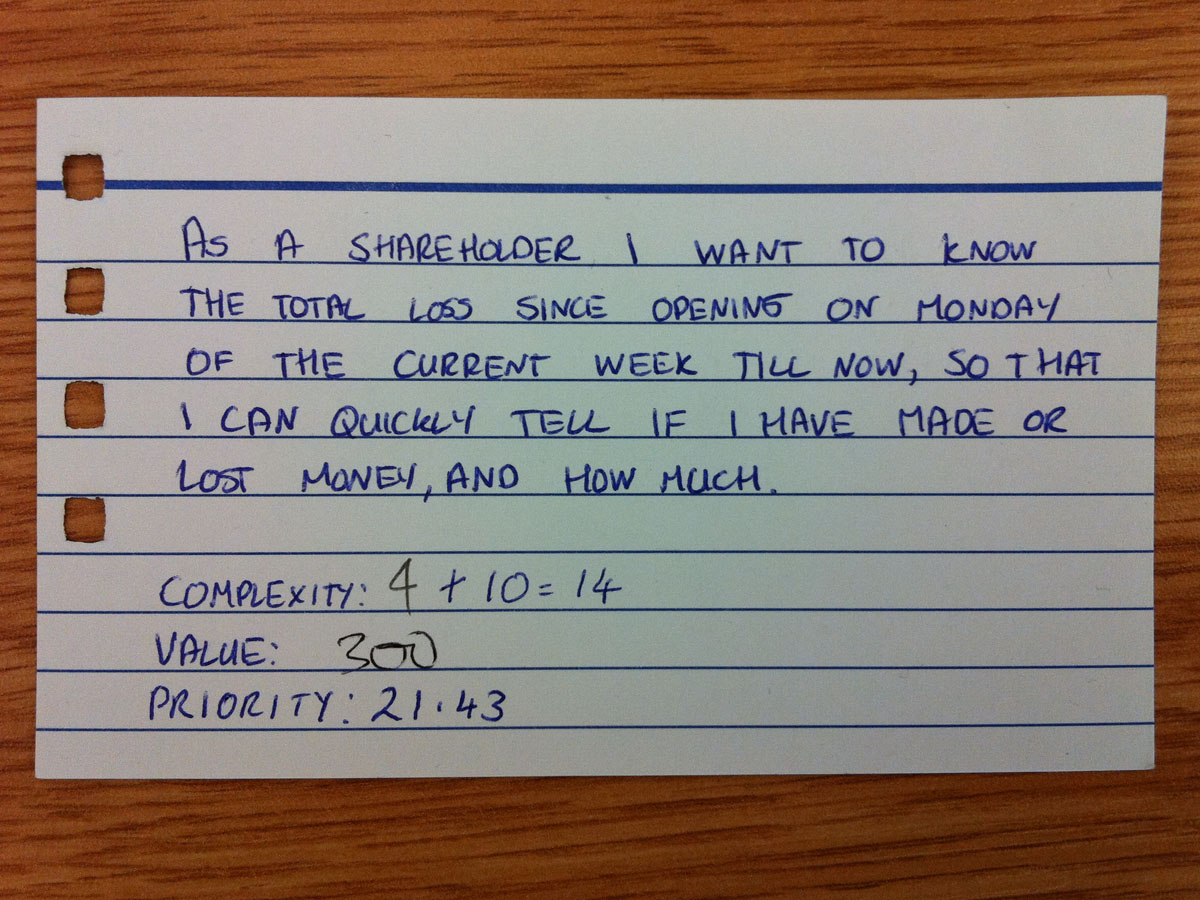 As A SHAREHOLDER I WANT TO KNOW
THE TOTAL LOSS SINCE OPENING ON MONDAY
OF THE CURRENT WEEK TILL NOW, SO THAT
I CAN QUICKLY TELL IF I HAVE MADE OR
LOST MONEY, AND HOW MUCH.
COMPLEXITY: 4 + 10 = 14
VALUE: 300
PRIORITY: 21.43